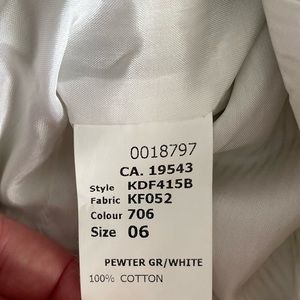 0018797
CA. 19543
Style KDF415B
Fabric KF052
Colour 706
Size 06
PEWTER GR/WHITE
100% COTTON